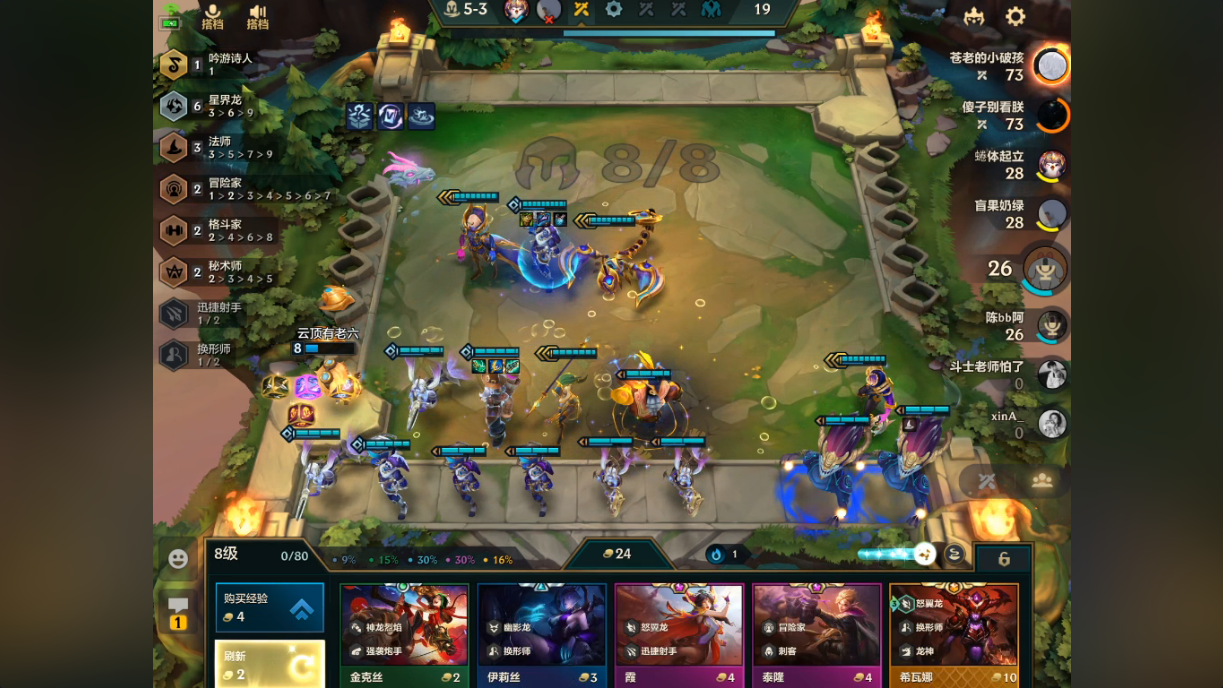 搭档
搭档
5-3
19
1
吟游诗人
1
6
星界龙
3 > 6 > 9
3
法师
3 > 5 > 7 > 9
2
冒险家
1 > 2 > 3 > 4 > 5 > 6 > 7
2
格斗家
2 > 4 > 6 > 8
2
秘术师
2 > 3 > 4 > 5
迅捷射手
1 / 2
换形师
1 / 2
8/8
云顶有老六
8
苍老的小破孩
73
傻子别看朕
73
蜷体起立
28
盲果奶绿
28
26
陈bb阿
26
斗士老师怕了
0
xinA_
0
8级
0/80
9%
15%
30%
30%
16%
24
1
6
购买经验
4
刷新
2
1
神龙烈焰
强袭炮手
金克丝
2
幽影龙
换形师
伊莉丝
3
怒翼龙
迅捷射手
霞
4
冒险家
刺客
泰隆
4
3
怒翼龙
换形师
龙神
希瓦娜
10